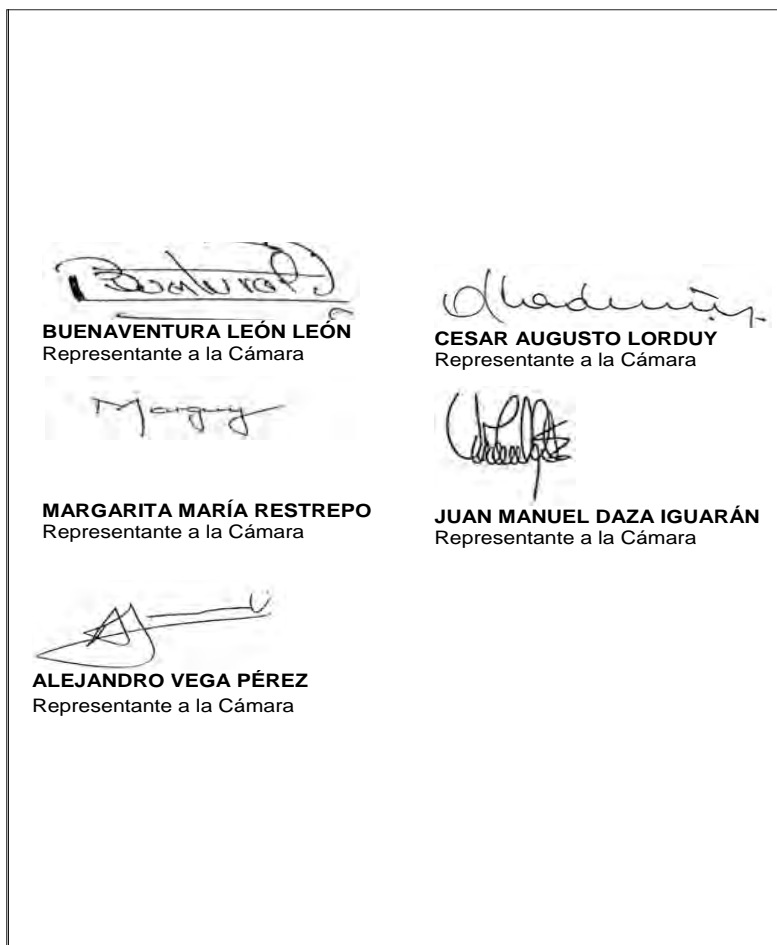 BUENAVENTURA LEÓN LEÓN
Representante a la Cámara
CESAR AUGUSTO LORDUY
Representante a la Cámara
MARGARITA MARÍA RESTREPO
Representante a la Cámara
JUAN MANUEL DAZA IGUARÁN
Representante a la Cámara
ALEJANDRO VEGA PÉREZ
Representante a la Cámara